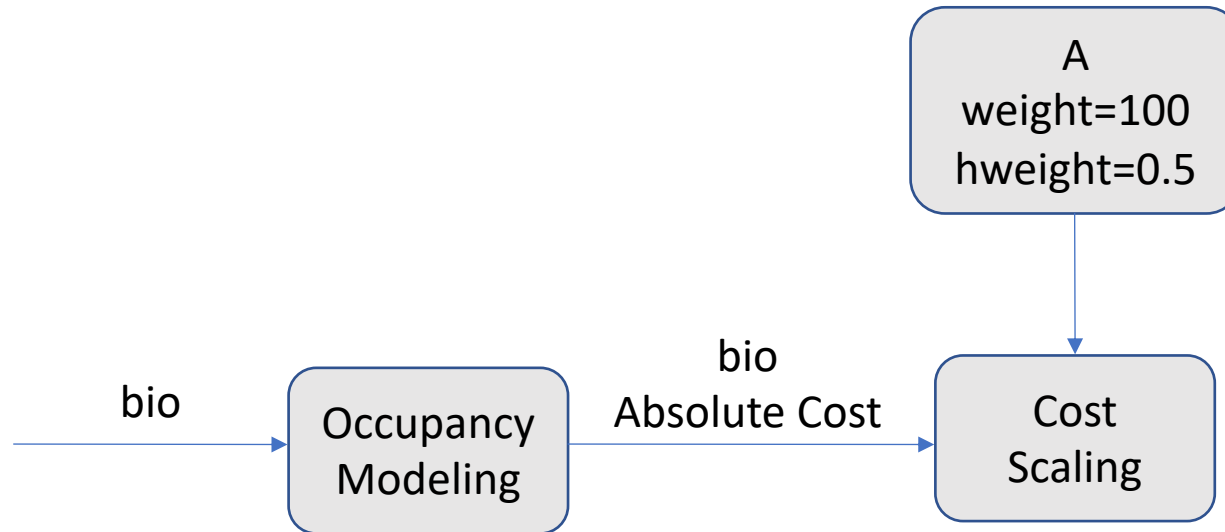 A
weight=100
hweight=0.5
bio
Occupancy
Modeling
bio
Absolute Cost
Cost
Scaling